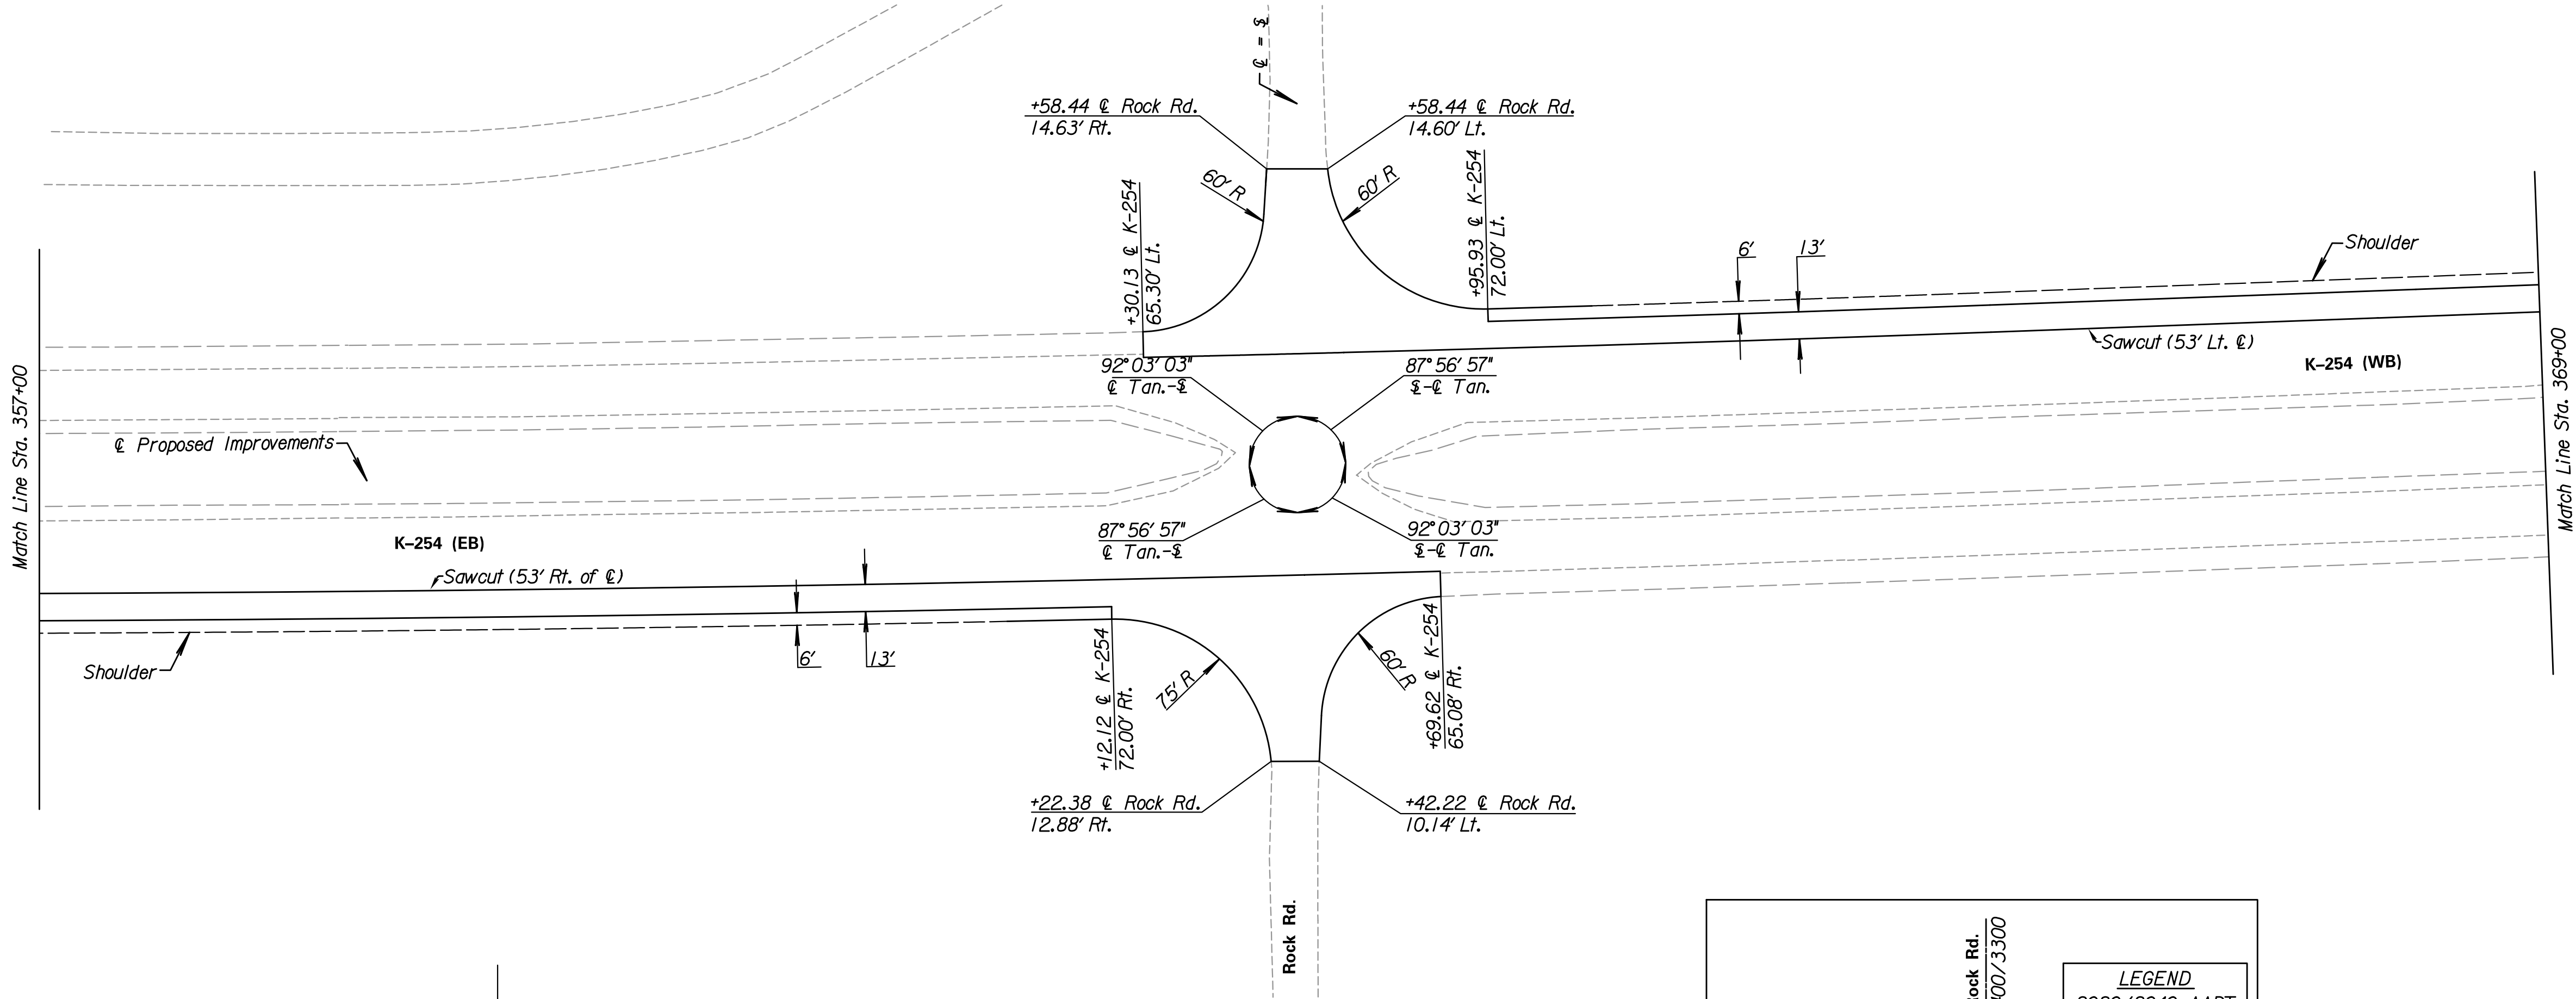 ℄ = S̵L
+58.44 ℄ Rock Rd.
14.63' Rt.
+58.44 ℄ Rock Rd.
14.60' Lt.
60' R
60' R
+30.13 ℄ K-254
65.30' Lt.
+95.93 ℄ K-254
72.00' Lt.
6'
13'
Shoulder
Sawcut (53' Lt. ℄)
K-254 (WB)
Match Line Sta. 357+00
Match Line Sta. 369+00
92° 03' 03"
℄ Tan.-S̵L
87° 56' 57"
S̵L-℄ Tan.
℄ Proposed Improvements
87° 56' 57"
℄ Tan.-S̵L
92° 03' 03"
S̵L-℄ Tan.
K-254 (EB)
Sawcut (53' Rt. of ℄)
Shoulder
6'
13'
+12.12 ℄ K-254
72.00' Rt.
75' R
60' R
+69.62 ℄ K-254
65.08' Rt.
+22.38 ℄ Rock Rd.
12.88' Rt.
+42.22 ℄ Rock Rd.
10.14' Lt.
Rock Rd.
Rock Rd.
00/3300
LEGEND